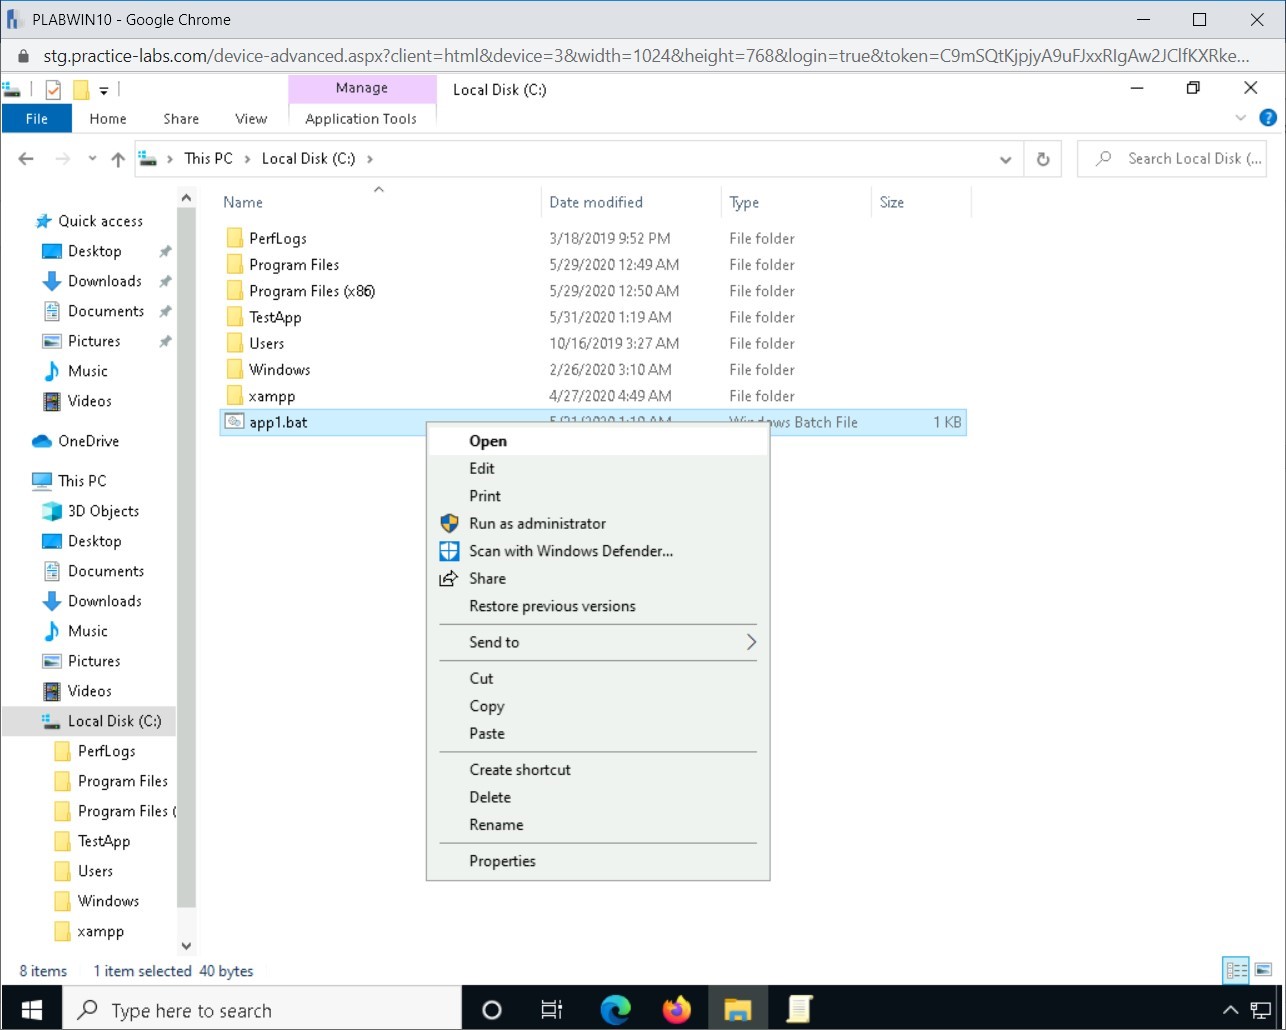 PLABWIN10 - Google Chrome
stg.practice-labs.com/device-advanced.aspx?client=html&device=3&width=1024&height=768&login=true&token=C9mSQtKjpjyA9uFJxxRIgAw2JClfKXRke...
Manage
Local Disk (C:)
File
Home
Share
View
Application Tools
?
This PC
Local Disk (C:)
Search Local Disk (...
Name
Date modified
Type
Size
PerfLogs 3/18/2019 9:52 PM File folder
Program Files 5/29/2020 12:49 AM File folder
Program Files (x86) 5/29/2020 12:50 AM File folder
TestApp 5/31/2020 1:19 AM File folder
Users 10/16/2019 3:27 AM File folder
Windows 2/26/2020 3:10 AM File folder
xampp 4/27/2020 4:49 AM File folder
app1.bat Windows Batch File 1 KB
Quick access
Desktop
Downloads
Documents
Pictures
Music
Videos
OneDrive
This PC
3D Objects
Desktop
Documents
Downloads
Music
Pictures
Videos
Local Disk (C:)
PerfLogs
Program Files
Program Files (
TestApp
Users
Windows
xampp
Open
Edit
Print
Run as administrator
Scan with Windows Defender...
Share
Restore previous versions
Send to
Cut
Copy
Paste
Create shortcut
Delete
Rename
Properties
8 items
1 item selected 40 bytes
Type here to search